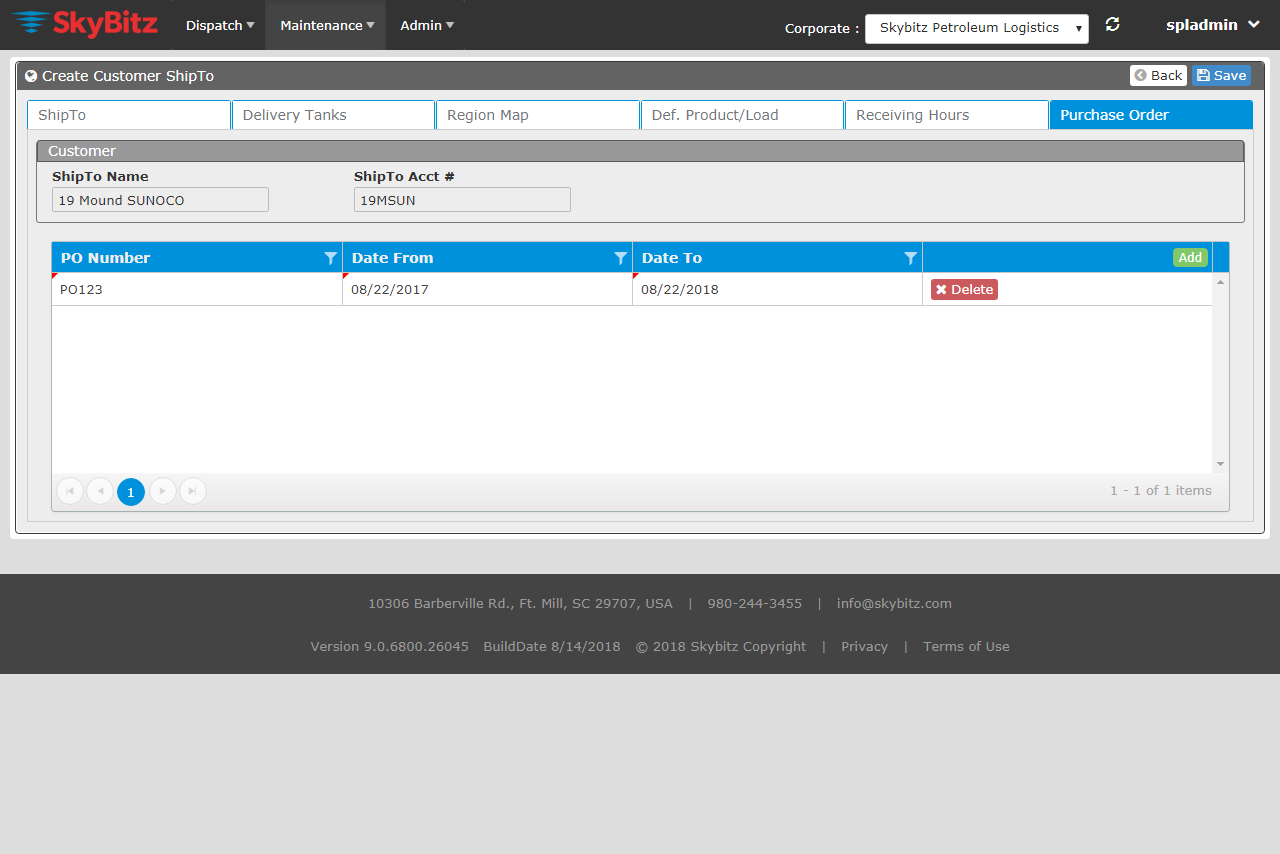 SkyBitz Dispatch Maintenance Admin Corporate : Skybitz Petroleum Logistics spladmin
Create Customer ShipTo Back Save
ShipTo Delivery Tanks Region Map Def. Product/Load Receiving Hours Purchase Order
Customer
ShipTo Name ShipTo Acct #
19 Mound SUNOCO 19MSUN
PO Number Date From Date To Add
PO123 08/22/2017 08/22/2018 Delete
1 1 - 1 of 1 items
10306 Barberville Rd., Ft. Mill, SC 29707, USA | 980-244-3455 | info@skybitz.com
Version 9.0.6800.26045 BuildDate 8/14/2018 © 2018 Skybitz Copyright | Privacy | Terms of Use